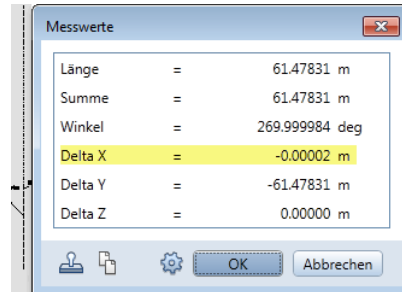 Messwerte
Länge = 61.47831 m
Summe = 61.47831 m
Winkel = 269.999984 deg
Delta X = -0.00002 m
Delta Y = -61.47831 m
Delta Z = 0.00000 m
OK Abbrechen